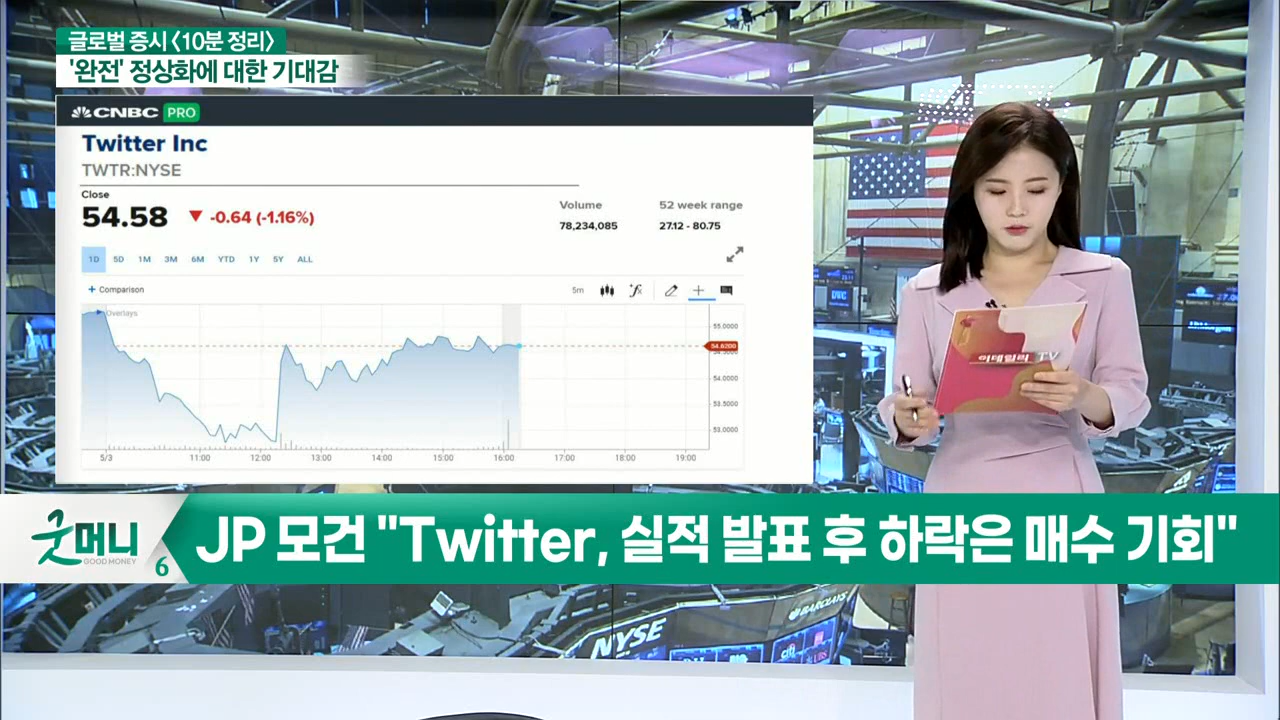 글로벌 증시 <10분 정리>
'완전' 정상화에 대한 기대감
CNBC PRO
Twitter Inc
TWTR:NYSE
Close
54.58 ▼ -0.64 (-1.16%)
Volume
78,234,085
52 week range
27.12 - 80.75
1D 5D 1M 3M 6M YTD 1Y 5Y ALL
+ Comparison
5m
Overlays
55.0000
54.6200
54.5000
54.0000
53.5000
53.0000
5/3 11:00 12:00 13:00 14:00 15:00 16:00 17:00 18:00 19:00
이데일리 TV
굿머니
GOOD MONEY
6
JP 모건 "Twitter, 실적 발표 후 하락은 매수 기회"
NYSE
BARCLAYS
citi
UBS